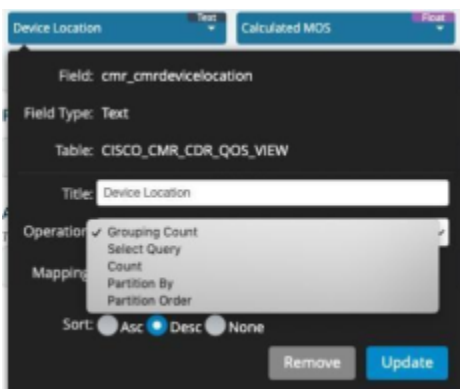 Device Location
Text
Calculated MOS
Float
Field: cmr_cmrdevicelocation
Field Type: Text
Table: CISCO_CMR_CDR_QOS_VIEW
Title: Device Location
Operation
✓ Grouping Count
Select Query
Count
Partition By
Partition Order
Mapping
Sort: Asc Desc None
Remove Update